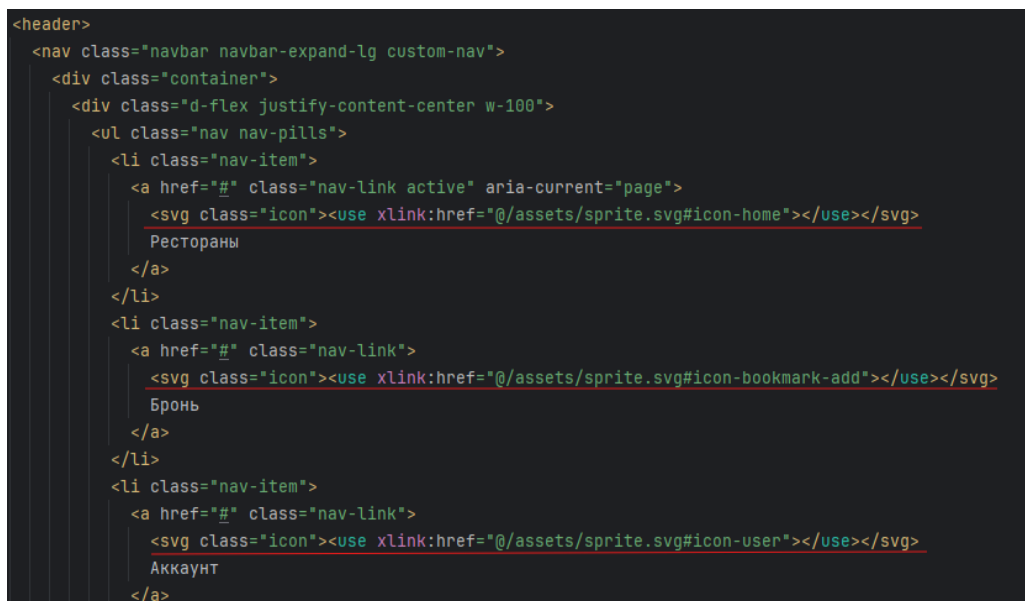 <header>
<nav class="navbar navbar-expand-lg custom-nav">
<div class="container">
<div class="d-flex justify-content-center w-100">
<ul class="nav nav-pills">
<li class="nav-item">
<a href="#" class="nav-link active" aria-current="page">
<svg class="icon"><use xlink:href="@/assets/sprite.svg#icon-home"></use></svg>
Рестораны
</a>
</li>
<li class="nav-item">
<a href="#" class="nav-link">
<svg class="icon"><use xlink:href="@/assets/sprite.svg#icon-bookmark-add"></use></svg>
Бронь
</a>
</li>
<li class="nav-item">
<a href="#" class="nav-link">
<svg class="icon"><use xlink:href="@/assets/sprite.svg#icon-user"></use></svg>
Аккаунт
</a>